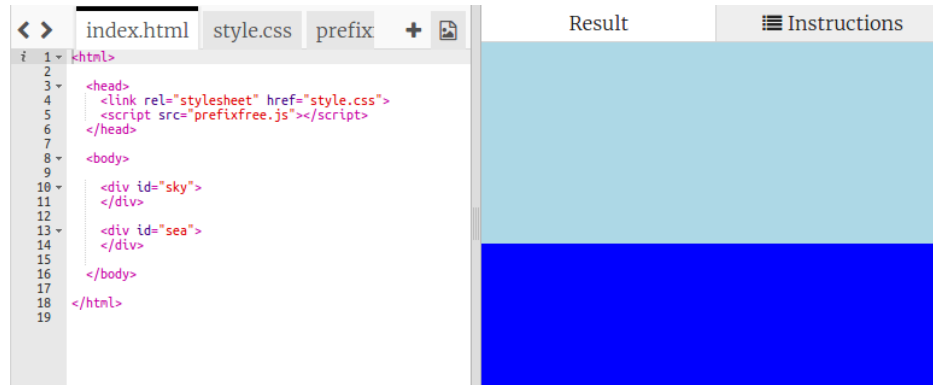 index.html style.css prefix
Result
Instructions
i 1 <html>
2
3 <head>
4 <link rel="stylesheet" href="style.css">
5 <script src="prefixfree.js"></script>
6 </head>
7
8 <body>
9
10 <div id="sky">
11 </div>
12
13 <div id="sea">
14 </div>
15
16 </body>
17
18 </html>
19